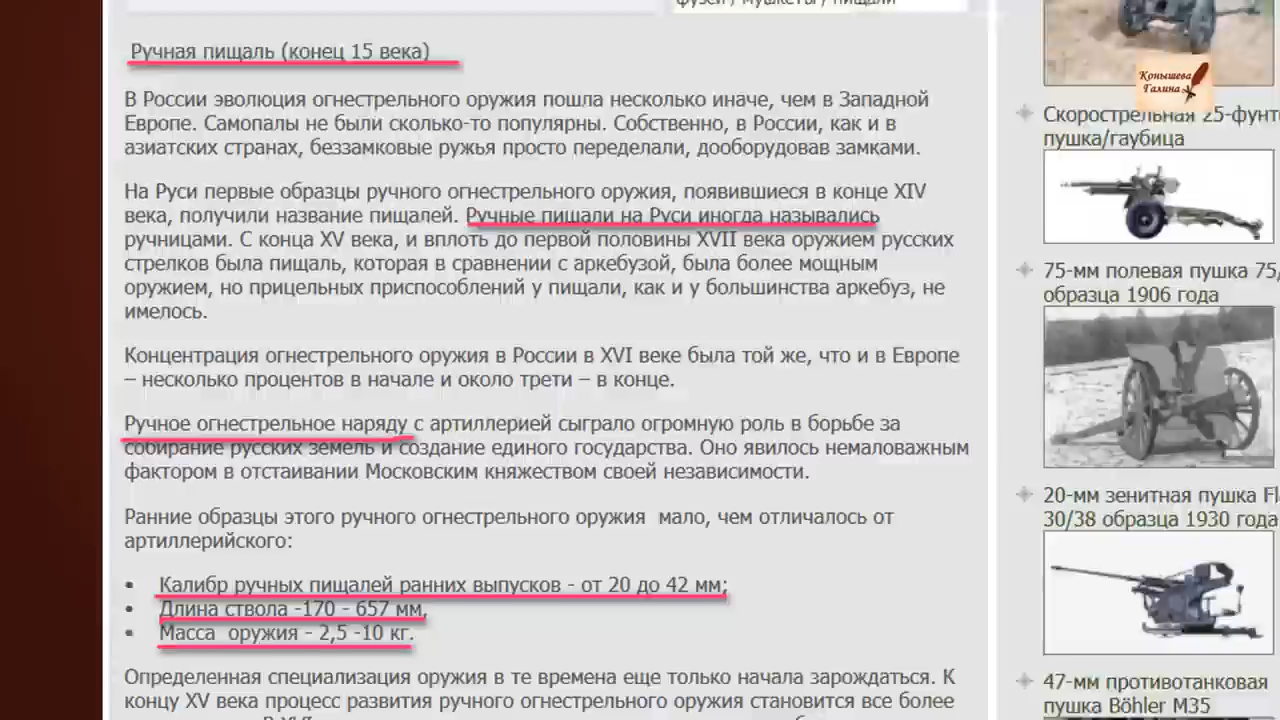 фузеи / мушкеты / пищали
Ручная пищаль (конец 15 века)
В России эволюция огнестрельного оружия пошла несколько иначе, чем в Западной
Европе. Самопалы не были сколько-то популярны. Собственно, в России, как и в
азиатских странах, беззамковые ружья просто переделали, дооборудовав замками.
На Руси первые образцы ручного огнестрельного оружия, появившиеся в конце XIV
века, получили название пищалей. Ручные пищали на Руси иногда назывались
ручницами. С конца XV века, и вплоть до первой половины XVII века оружием русских
стрелков была пищаль, которая в сравнении с аркебузой, была более мощным
оружием, но прицельных приспособлений у пищали, как и у большинства аркебуз, не
имелось.
Концентрация огнестрельного оружия в России в XVI веке была той же, что и в Европе
– несколько процентов в начале и около трети – в конце.
Ручное огнестрельное наряду с артиллерией сыграло огромную роль в борьбе за
собирание русских земель и создание единого государства. Оно явилось немаловажным
фактором в отстаивании Московским княжеством своей независимости.
Ранние образцы этого ручного огнестрельного оружия мало, чем отличалось от
артиллерийского:
• Калибр ручных пищалей ранних выпусков - от 20 до 42 мм;
• Длина ствола -170 - 657 мм,
• Масса оружия - 2,5 -10 кг.
Определенная специализация оружия в те времена еще только начала зарождаться. К
концу XV века процесс развития ручного огнестрельного оружия становится все более
Конышева
Галина
Скорострельная 25-фунт
пушка/гаубица
75-мм полевая пушка 75/
образца 1906 года
20-мм зенитная пушка Fl
30/38 образца 1930 года
47-мм противотанковая
пушка Böhler M35